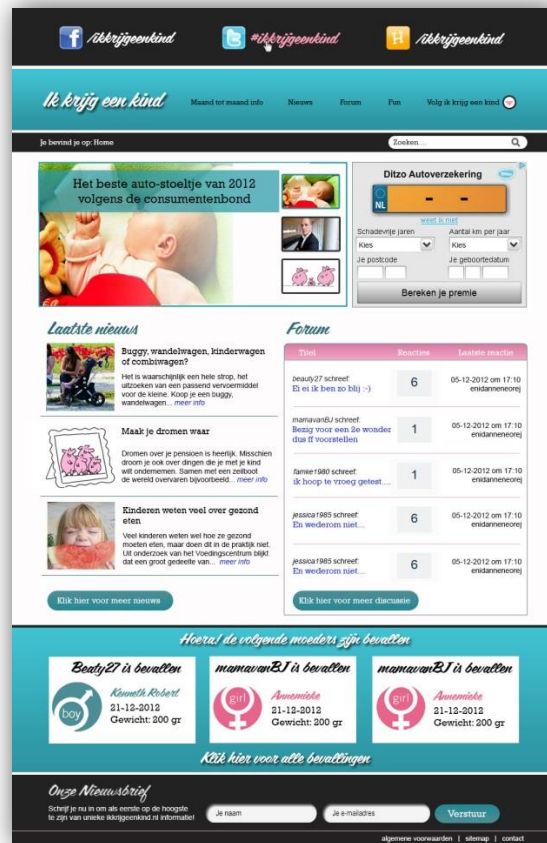 /ikkrijgeenkind
#ikkrijgeenkind
/ikkrijgeenkind
Ik krijg een kind
Maand tot maand info
Nieuws
Forum
Fun
Volg ik krijg een kind
Je bevind je op: Home
Zoeken...
Het beste auto-stoeltje van 2012
volgens de consumentenbond
Ditzo Autoverzekering
NL
- -
weet ik niet
Schadevrije jaren
Aantal km per jaar
Kies
Kies
Je postcode
Je geboortedatum
Bereken je premie
Laatste nieuws
Buggy, wandelwagen, kinderwagen
of combiwagen?
Het is waarschijnlijk een hele strop, het
uitzoeken van een passend vervoermiddel
voor de kleine. Koop je een buggy,
wandelwagen... meer info
Maak je dromen waar
Dromen over je pensioen is heerlijk. Misschien
droom je ook over dingen die je met je kind
wilt ondernemen. Samen met een zeilboot
de wereld overvaren bijvoorbeeld... meer info
Kinderen weten veel over gezond
eten
Veel kinderen weten wel hoe ze gezond
moeten eten, maar doen dit in de praktijk niet.
Uit onderzoek van het Voedingscentrum blijkt
dat een groot gedeelte van... meer info
Klik hier voor meer nieuws
Forum
Titel
Reacties
Laatste reactie
beauty27 schreef:
Ei ei ik ben zo blij :-)
6
05-12-2012 om 17:10
enidanneorej
mamavanBJ schreef:
Bezig voor een 2e wonder
dus ff voorstellen
1
05-12-2012 om 17:10
enidanneorej
famke1980 schreef:
ik hoop te vroeg getest....
1
05-12-2012 om 17:10
enidanneorej
jessica1985 schreef:
En wederom niet....
6
05-12-2012 om 17:10
enidanneorej
jessica1985 schreef:
En wederom niet....
6
05-12-2012 om 17:10
enidanneorej
Klik hier voor meer discussie
Hoera! de volgende moeders zijn bevallen
Beaty27 is bevallen
boy
Kenneth Robert
21-12-2012
Gewicht: 200 gr
mamavanBJ is bevallen
girl
Annemieke
21-12-2012
Gewicht: 200 gr
mamavanBJ is bevallen
girl
Annemieke
21-12-2012
Gewicht: 200 gr
Klik hier voor alle bevallingen
Onze Nieuwsbrief
Schrijf je nu in om als eerste op de hoogste
te zijn van unieke ikkrijgeenkind.nl informatie!
Je naam
Je e-mailadres
Verstuur
algemene voorwaarden | sitemap | contact